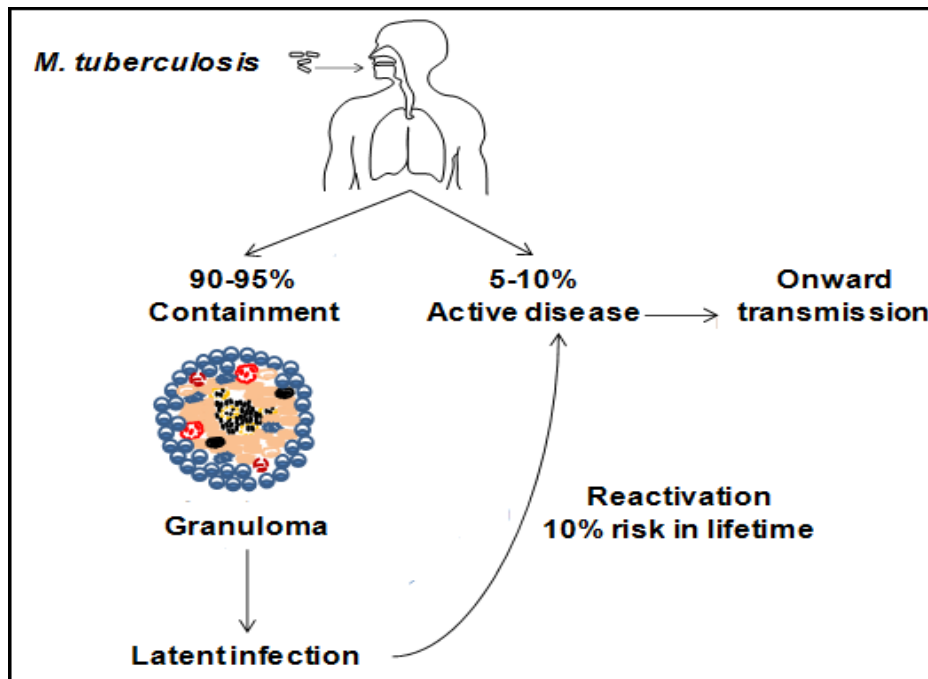 M. tuberculosis
90-95%
Containment
5-10%
Active disease
Onward
transmission
Granuloma
Reactivation
10% risk in lifetime
Latent infection